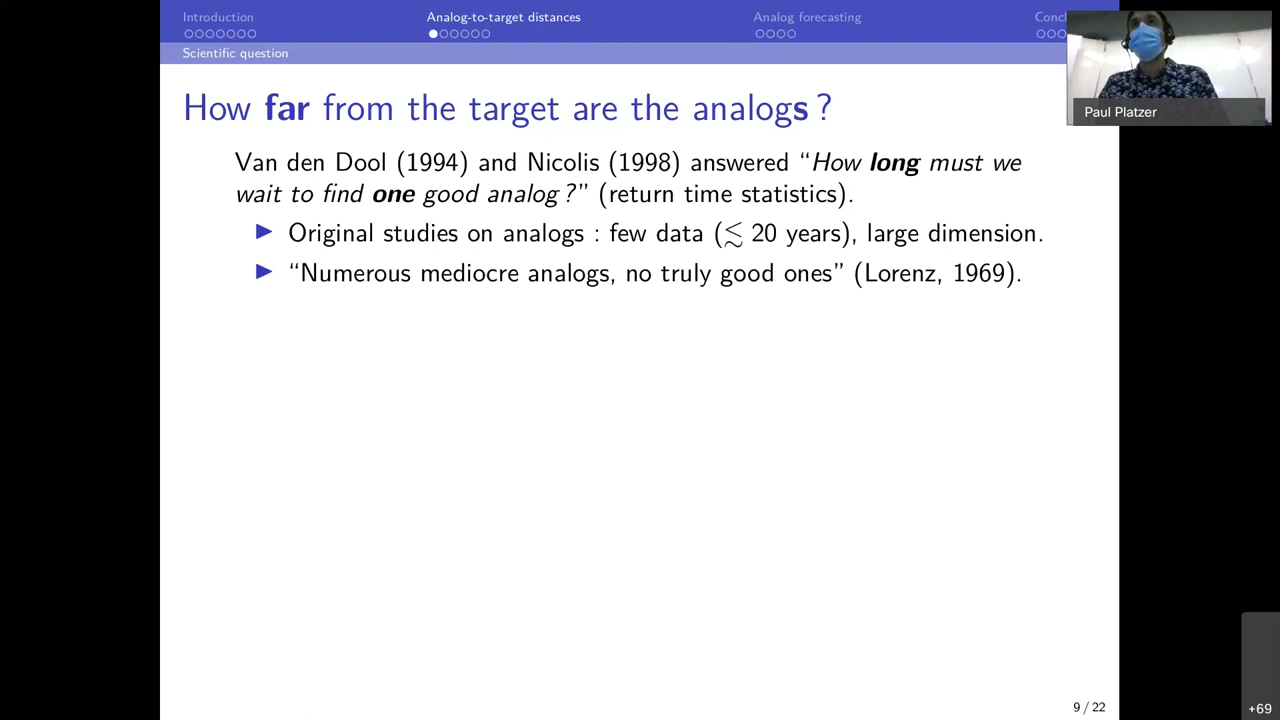 Introduction
Analog-to-target distances
Analog forecasting
Scientific question
Paul Platzer
How far from the target are the analogs ?
Van den Dool (1994) and Nicolis (1998) answered “How long must we
wait to find one good analog ?” (return time statistics).
▶ Original studies on analogs : few data (≲ 20 years), large dimension.
▶ “Numerous mediocre analogs, no truly good ones” (Lorenz, 1969).
9 / 22
+69